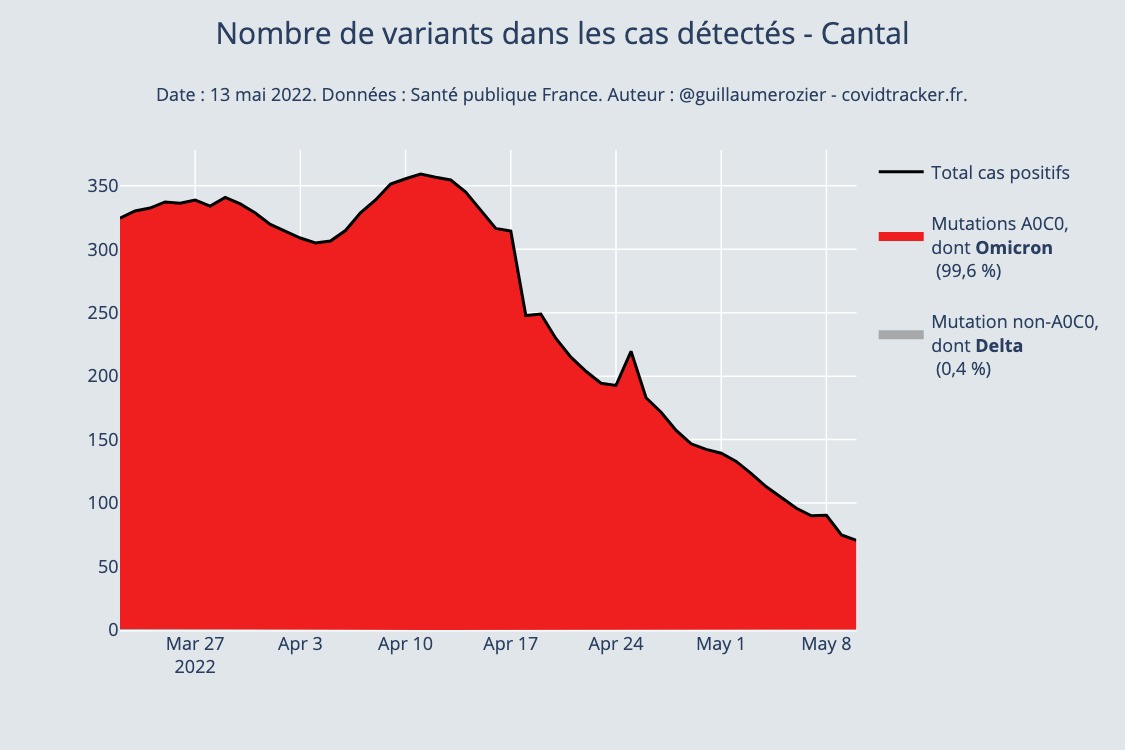 Nombre de variants dans les cas détectés - Cantal
Date : 13 mai 2022. Données : Santé publique France. Auteur : @guillaumerozier - covidtracker.fr.
350
300
250
200
150
100
50
0
Mar 27
2022
Apr 3
Apr 10
Apr 17
Apr 24
May 1
May 8
Total cas positifs
Mutations A0C0,
dont Omicron
(99,6 %)
Mutation non-A0C0,
dont Delta
(0,4 %)